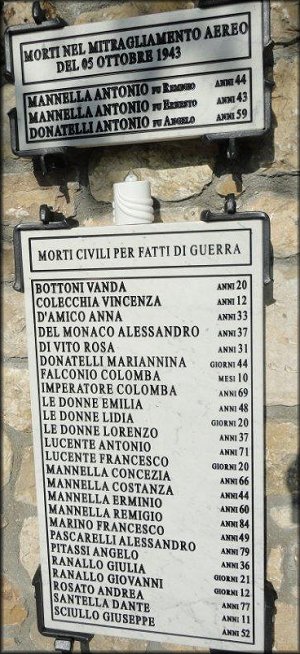 MORTI NEL MITRAGLIAMENTO AEREO
DEL 05 OTTOBRE 1943
MANNELLA ANTONIO FU REMIGIO ANNI 44
MANNELLA ANTONIO FU ERNESTO ANNI 43
DONATELLI ANTONIO FU ANGELO ANNI 59
MORTI CIVILI PER FATTI DI GUERRA
BOTTONI VANDA ANNI 20
COLECCHIA VINCENZA ANNI 12
D'AMICO ANNA ANNI 33
DEL MONACO ALESSANDRO ANNI 37
DI VITO ROSA ANNI 31
DONATELLI MARIANNINA GIORNI 44
FALCONIO COLOMBA MESI 10
IMPERATORE COLOMBA ANNI 69
LE DONNE EMILIA ANNI 48
LE DONNE LIDIA GIORNI 20
LE DONNE LORENZO ANNI 37
LUCENTE ANTONIO ANNI 71
LUCENTE FRANCESCO GIORNI 20
MANNELLA CONCEZIA ANNI 66
MANNELLA COSTANZA ANNI 44
MANNELLA ERMINIO ANNI 60
MANNELLA REMIGIO ANNI 84
MARINO FRANCESCO ANNI 49
PASCARELLI ALESSANDRO ANNI 79
PITASSI ANGELO ANNI 36
RANALLO GIULIA GIORNI 21
RANALLO GIOVANNI GIORNI 12
ROSATO ANDREA ANNI 77
SANTELLA DANTE ANNI 11
SCIULLO GIUSEPPE ANNI 52